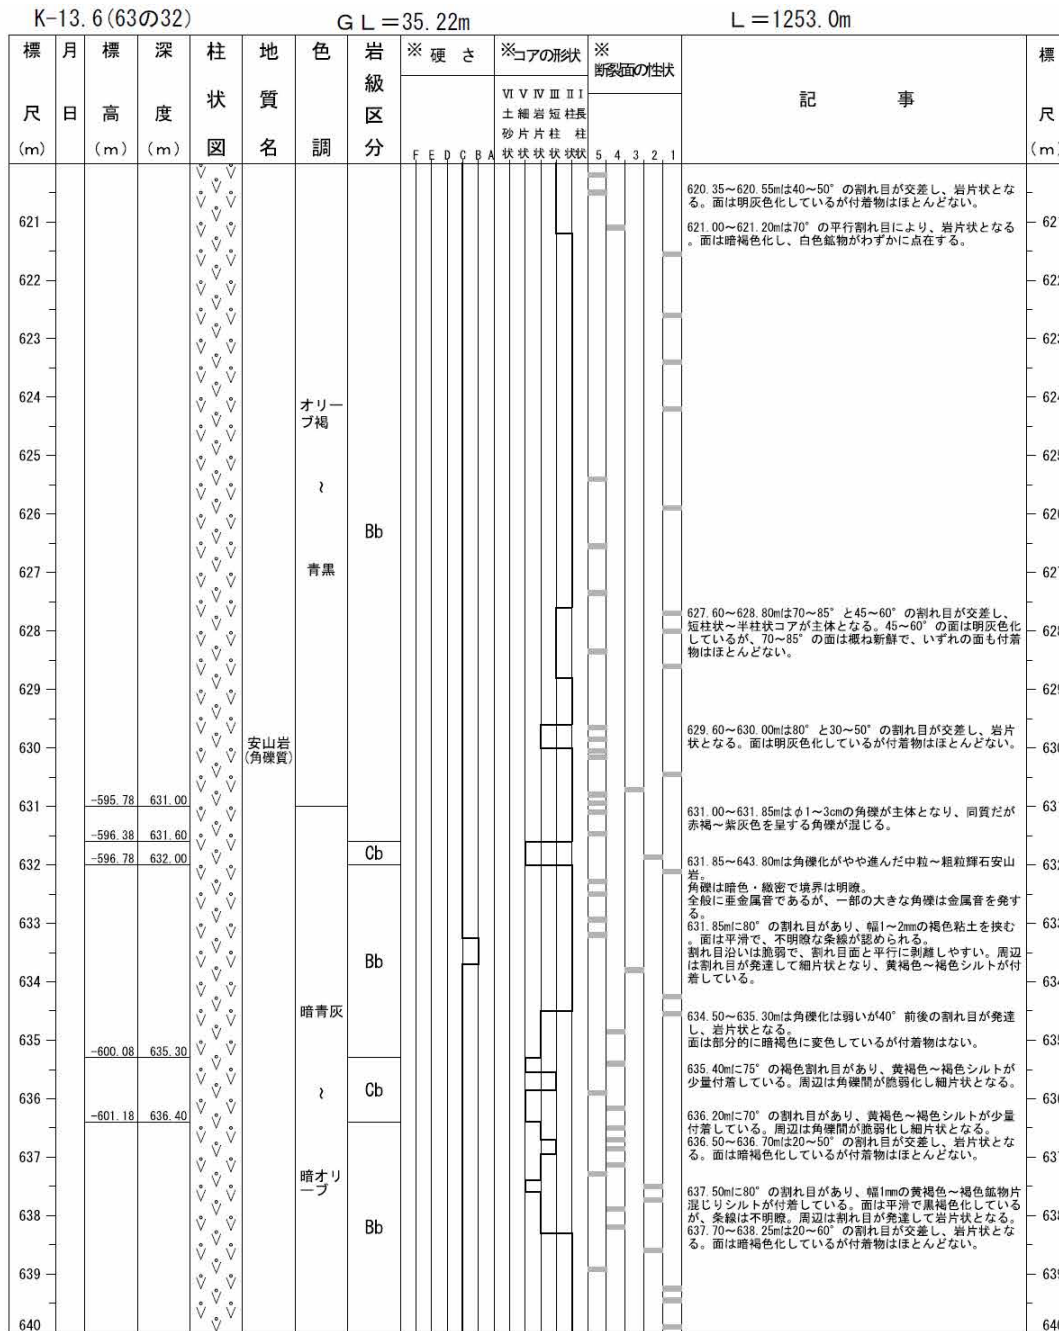 K-13.6(63の32)
GL=35.22m
L=1253.0m
標尺(m)
月日
標高(m)
深度(m)
柱状図
地質名
色調
岩級区分
※硬さ
F E D C B A
※コアの形状
Ⅵ土砂状
Ⅴ細片状
Ⅳ岩片状
Ⅲ短柱状
Ⅱ柱状
Ⅰ長柱状
※断裂面の性状
5 4 3 2 1
記事
標尺(m)
620.35~620.55mは40~50°の割れ目が交差し、岩片状とな
る。面は明灰色化しているが付着物はほとんどない。
621
621.00~621.20mは70°の平行割れ目により、岩片状となる
。面は暗褐色化し、白色鉱物がわずかに点在する。
622
623
624
オリー
ブ褐
625
~
626
Bb
627
青黒
627.60~628.80mは70~85°と45~60°の割れ目が交差し、
短柱状~半柱状コアが主体となる。45~60°の面は明灰色化
しているが、70~85°の面は概ね新鮮で、いずれの面も付着
物はほとんどない。
628
629
629.60~630.00mは80°と30~50°の割れ目が交差し、岩片
状となる。面は明灰色化しているが付着物はほとんどない。
630
安山岩
(角礫質)
-595.78 631.00
631
631.00~631.85mはφ1~3cmの角礫が主体となり、同質だが
赤褐~紫灰色を呈する角礫が混じる。
-596.38 631.60
Cb
-596.78 632.00
632
631.85~643.80mは角礫化がやや進んだ中粒~粗粒輝石安山
岩。
角礫は暗色・緻密で境界は明瞭。
全般に亜金属音であるが、一部の大きな角礫は金属音を発す
る。
633
631.85mに80°の割れ目があり、幅1~2mmの褐色粘土を挟む
。面は平滑で、不明瞭な条線が認められる。
割れ目沿いは脆弱で、割れ目面と平行に剥離しやすい。周辺
は割れ目が発達して細片状となり、黄褐色~褐色シルトが付
着している。
Bb
634
暗青灰
634.50~635.30mは角礫化は弱いが40°前後の割れ目が発達
し、岩片状となる。
面は部分的に暗褐色に変色しているが付着物はない。
635
-600.08 635.30
635.40mに75°の褐色割れ目があり、黄褐色~褐色シルトが
少量付着している。周辺は角礫間が脆弱化し細片状となる。
Cb
~
636
-601.18 636.40
636.20mに70°の割れ目があり、黄褐色~褐色シルトが少量
付着している。周辺は角礫間が脆弱化し細片状となる。
636.50~636.70mは20~50°の割れ目が交差し、岩片状とな
る。面は暗褐色化しているが付着物はほとんどない。
637
暗オリ
ーブ
637.50mに80°の割れ目があり、幅1mmの黄褐色~褐色鉱物片
混じりシルトが付着している。面は平滑で黒褐色化している
が、条線は不明瞭。周辺は割れ目が発達して岩片状となる。
637.70~638.25mは20~60°の割れ目が交差し、岩片状とな
る。面は暗褐色化しているが付着物はほとんどない。
638
Bb
639
640